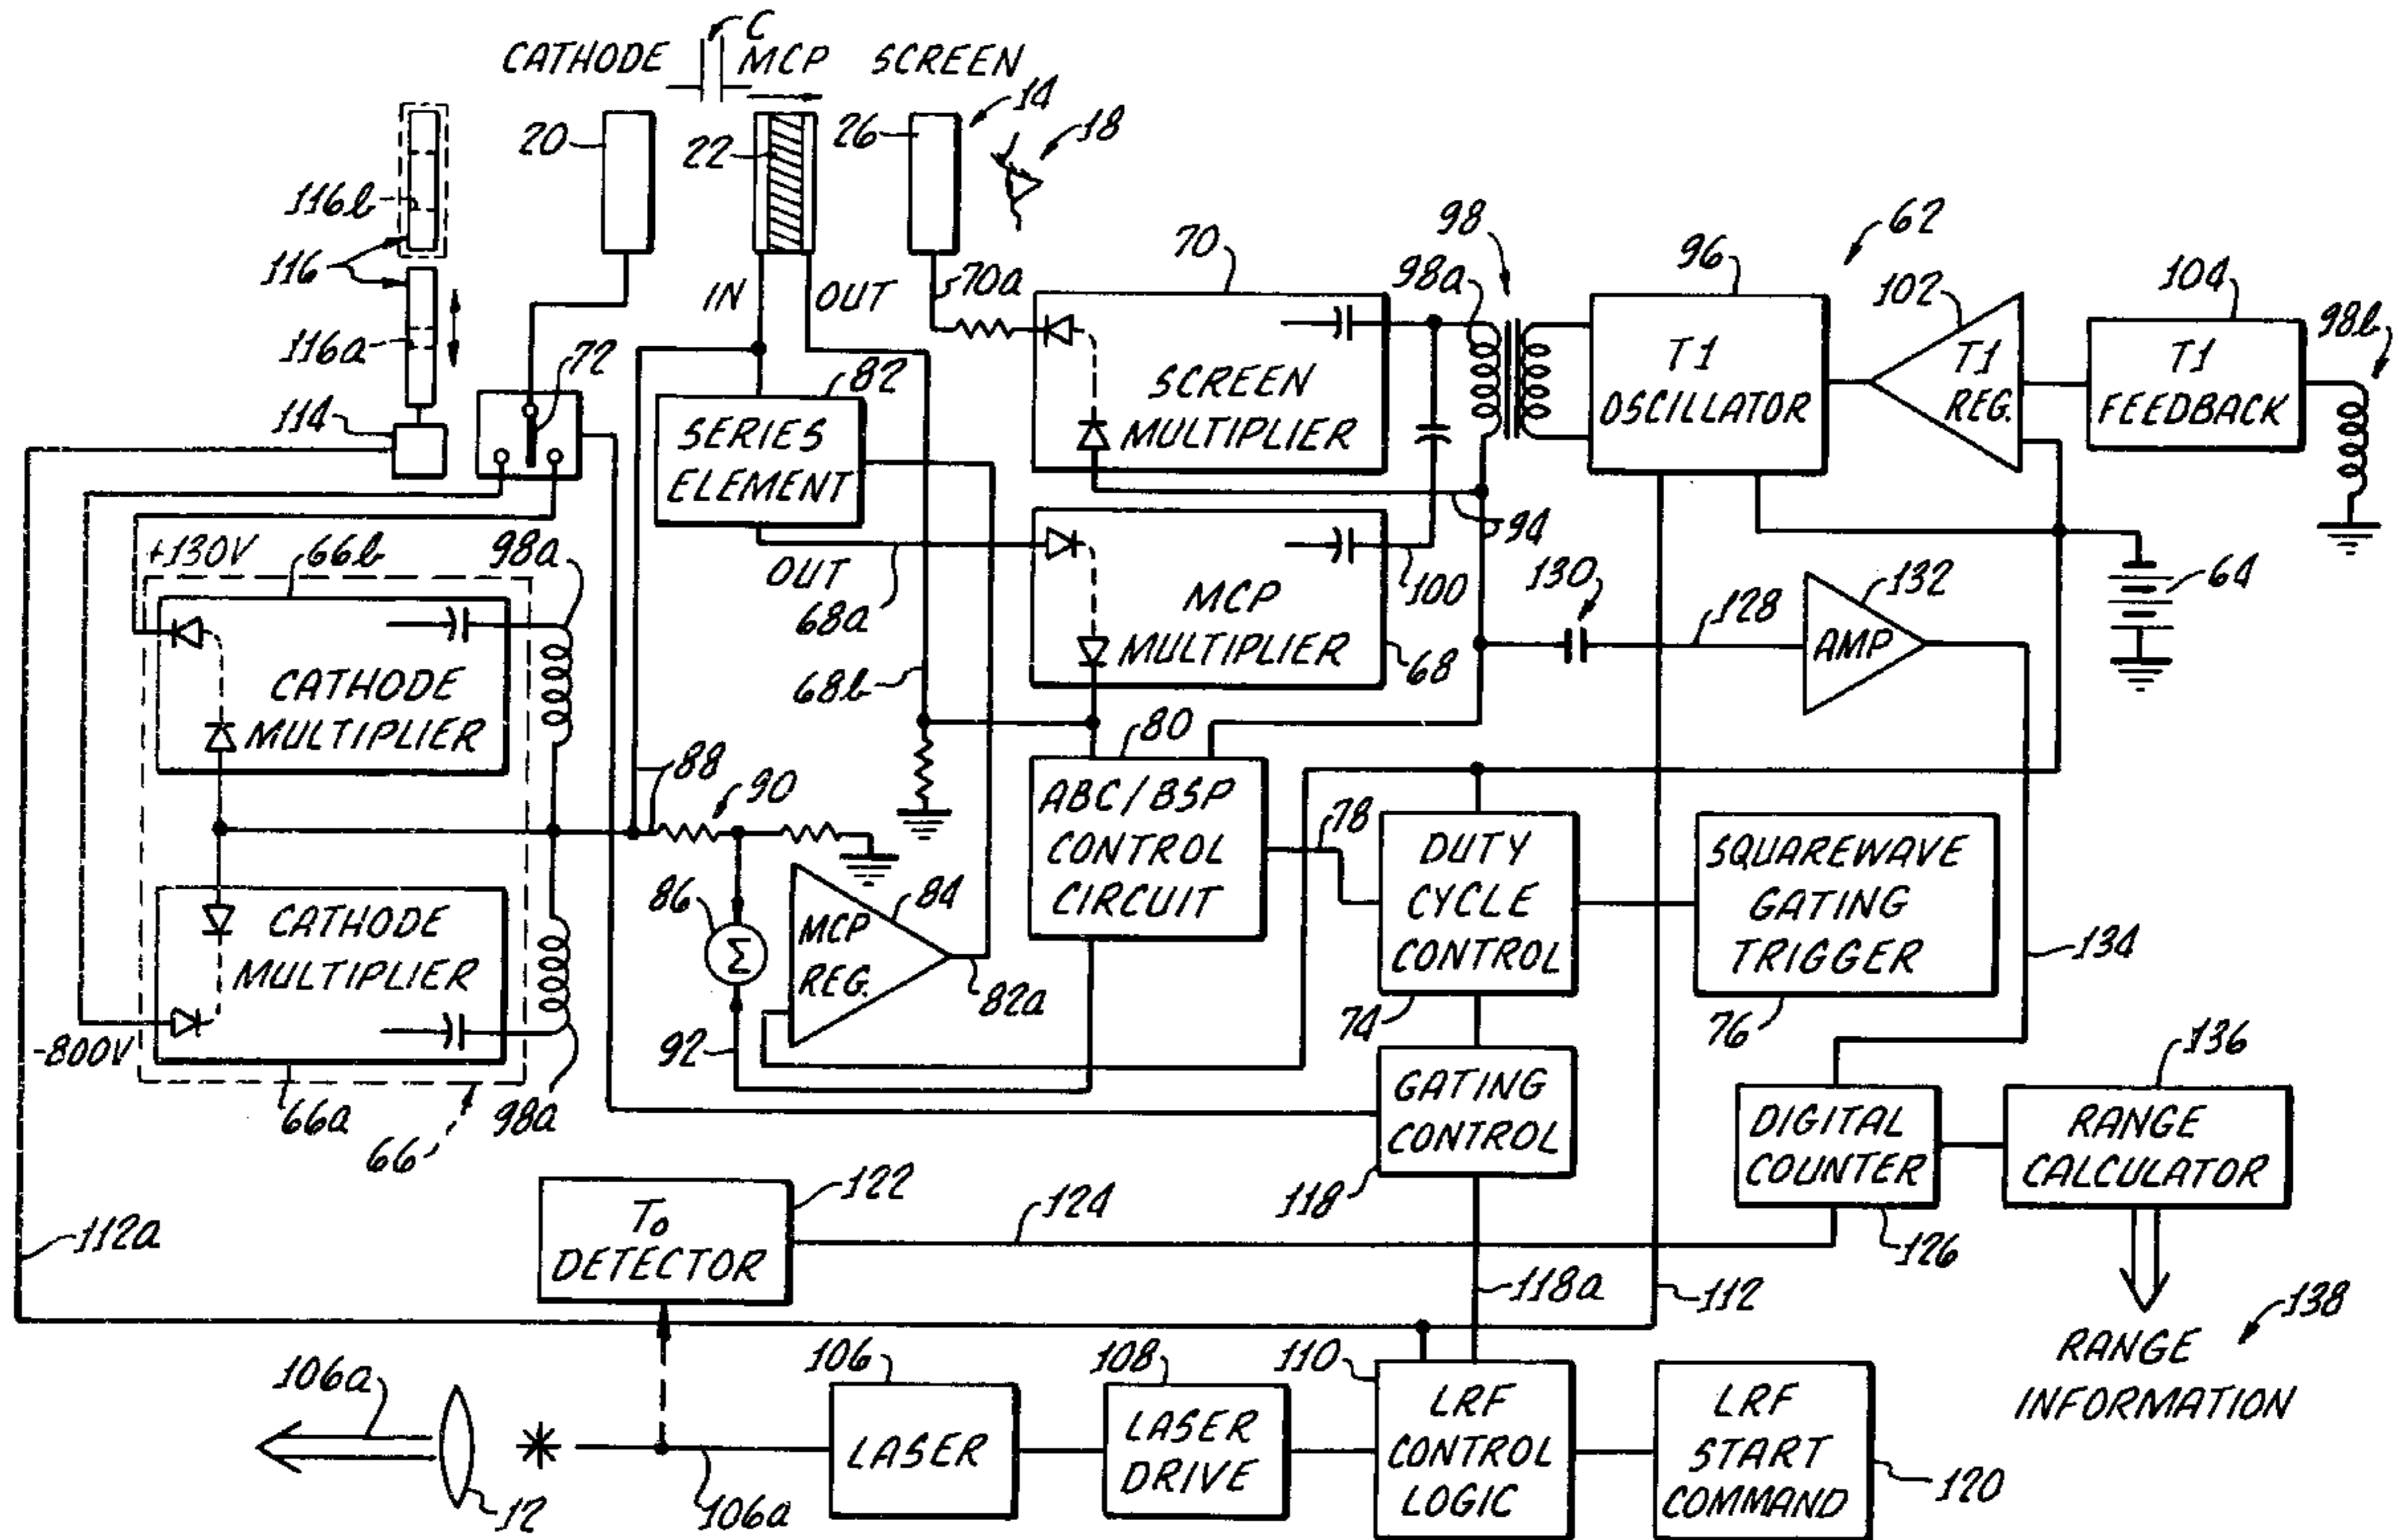 C
CATHODE
MCP
SCREEN
14
18
20
22
26
116b
116
116a
114
72
IN
OUT
70a
70
98a
98
96
62
102
104
98b
SERIES
ELEMENT
82
SCREEN
MULTIPLIER
T1
OSCILLATOR
T1
REG.
T1
FEEDBACK
94
OUT
68a
68b
MCP
MULTIPLIER
68
100
130
128
132
AMP
64
+130V
66b
98a
CATHODE
MULTIPLIER
CATHODE
MULTIPLIER
-800V
66a
66
98a
88
90
86
Σ
92
MCP
REG.
84
82a
80
ABC/BSP
CONTROL
CIRCUIT
78
DUTY
CYCLE
CONTROL
74
SQUAREWAVE
GATING
TRIGGER
76
134
GATING
CONTROL
118
118a
DIGITAL
COUNTER
126
136
RANGE
CALCULATOR
138
RANGE
INFORMATION
112a
To
DETECTOR
122
124
112
106a
12
106a
106
LASER
108
LASER
DRIVE
110
LRF
CONTROL
LOGIC
LRF
START
COMMAND
120